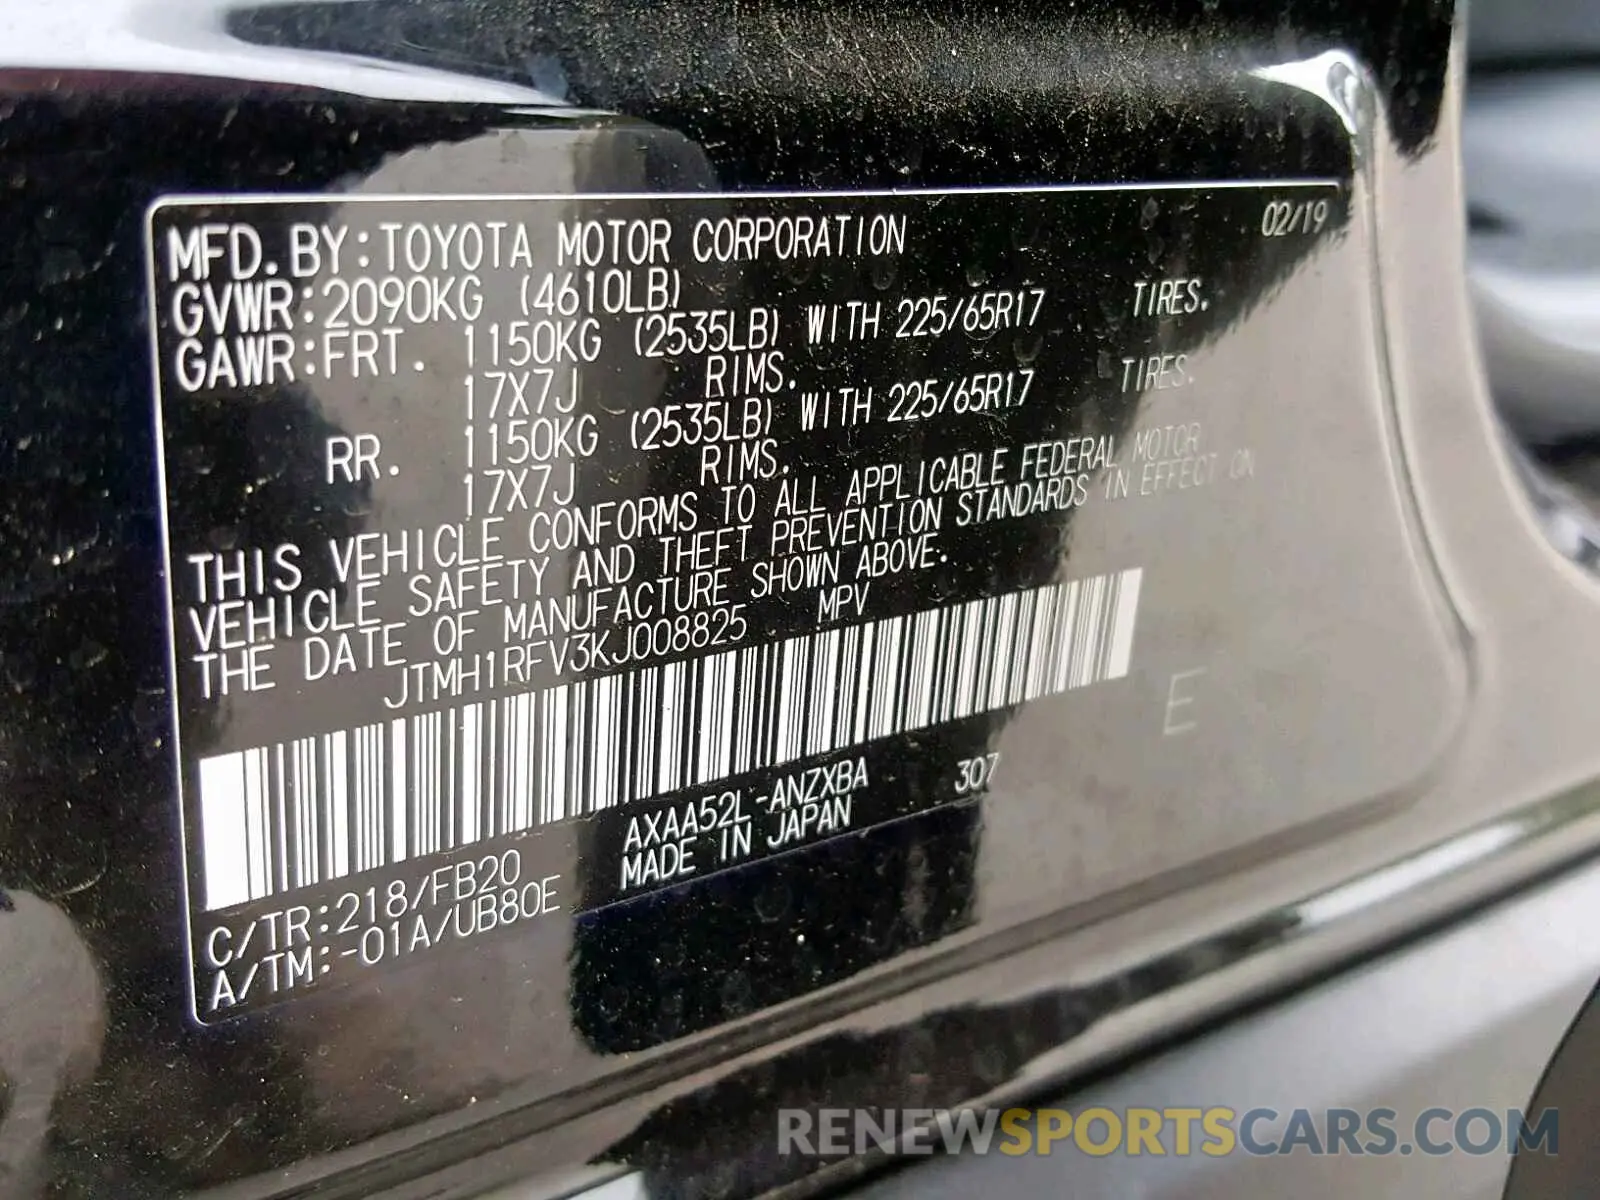 MFD.BY:TOYOTA MOTOR CORPORATION 02/19
GVWR:2090KG (4610LB)
GAWR:FRT. 1150KG (2535LB) WITH 225/65R17 TIRES.
17X7J RIMS.
RR. 1150KG (2535LB) WITH 225/65R17 TIRES.
17X7J RIMS.
THIS VEHICLE CONFORMS TO ALL APPLICABLE FEDERAL MOTOR
VEHICLE SAFETY AND THEFT PREVENTION STANDARDS IN EFFECT ON
THE DATE OF MANUFACTURE SHOWN ABOVE.
JTMH1RFV3KJ008825 MPV
E
AXAA52L-ANZXBA 307
MADE IN JAPAN
C/TR:218/FB20
A/TM:-01A/UB80E
RENEWSPORTSCARS.COM